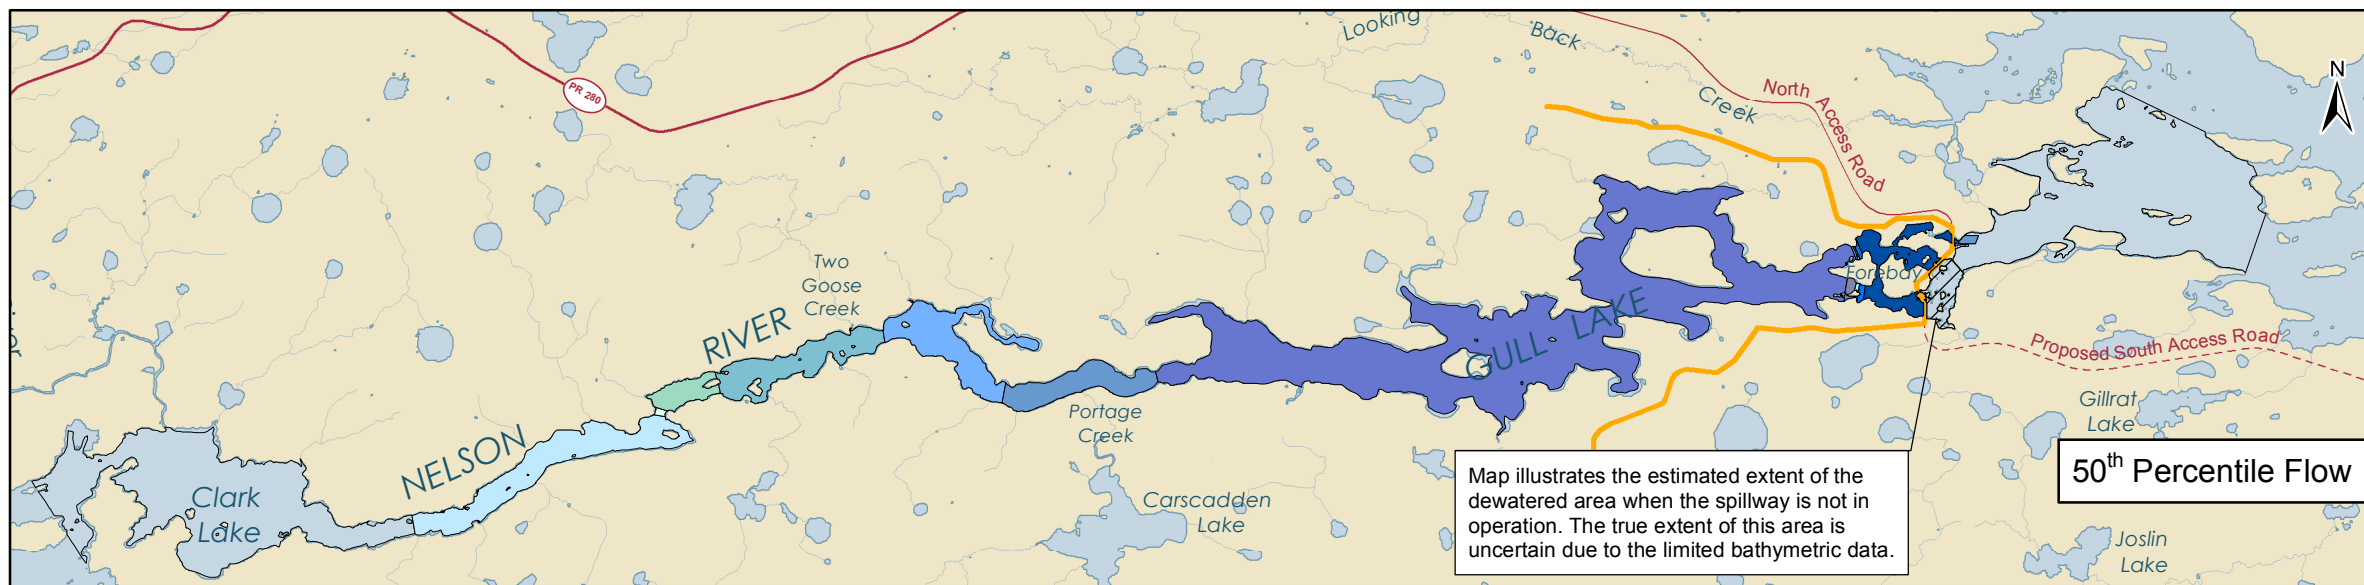 Looking
Back
Creek
PR 280
North Access Road
N
Two
Goose
Creek
RIVER
NELSON
Clark
Lake
Portage
Creek
Carscadden
Lake
GULL LAKE
Forebay
Proposed South Access Road
Gillrat
Lake
50th Percentile Flow
Map illustrates the estimated extent of the
dewatered area when the spillway is not in
operation. The true extent of this area is
uncertain due to the limited bathymetric data.
Joslin
Lake